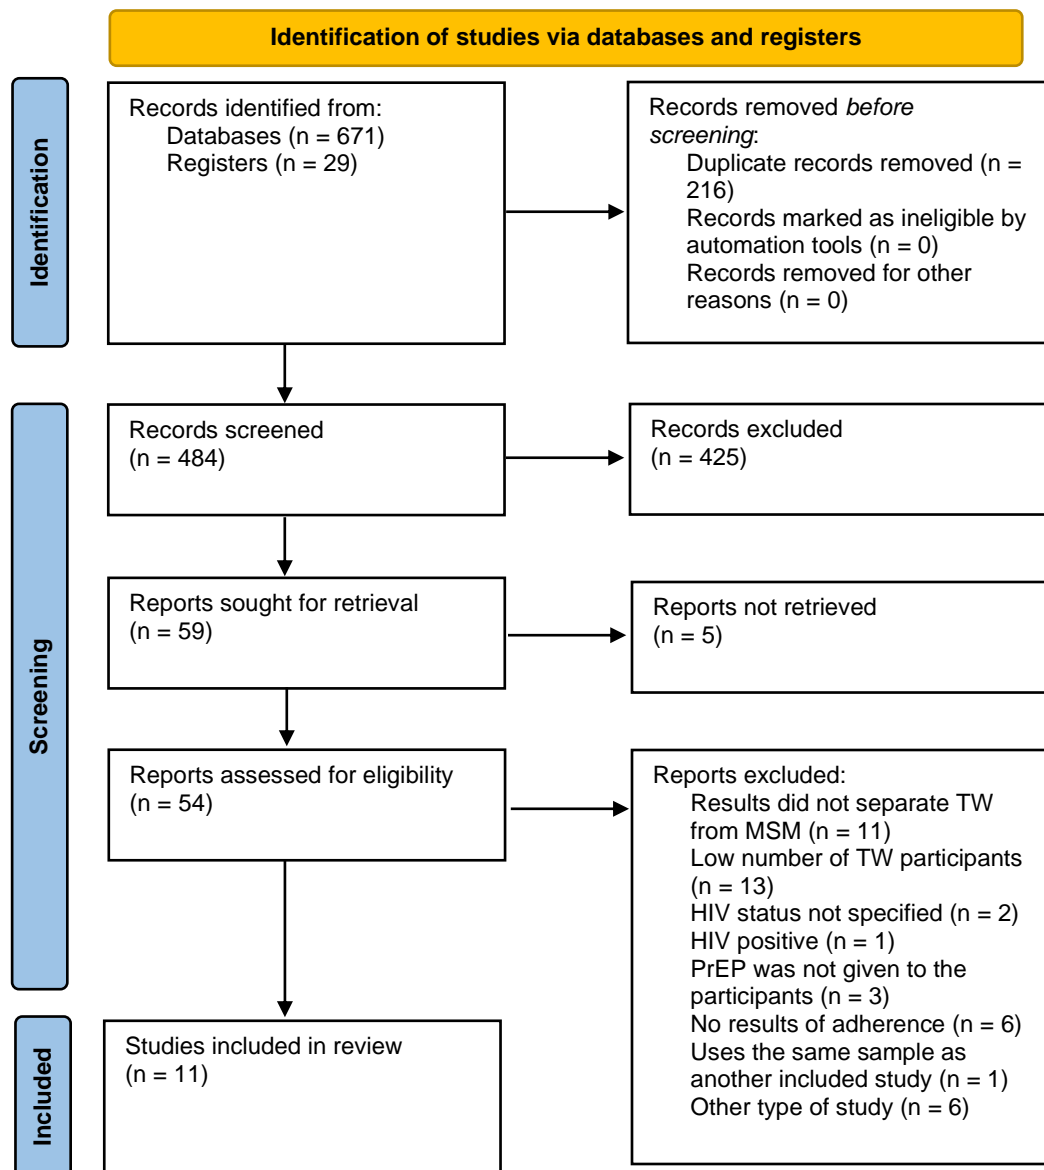 Identification of studies via databases and registers
Identification
Records identified from:
Databases (n = 671)
Registers (n = 29)
Records removed before
screening:
Duplicate records removed (n =
216)
Records marked as ineligible by
automation tools (n = 0)
Records removed for other
reasons (n = 0)
Screening
Records screened
(n = 484)
Records excluded
(n = 425)
Reports sought for retrieval
(n = 59)
Reports not retrieved
(n = 5)
Reports assessed for eligibility
(n = 54)
Reports excluded:
Results did not separate TW
from MSM (n = 11)
Low number of TW participants
(n = 13)
HIV status not specified (n = 2)
HIV positive (n = 1)
PrEP was not given to the
participants (n = 3)
No results of adherence (n = 6)
Uses the same sample as
another included study (n = 1)
Other type of study (n = 6)
Included
Studies included in review
(n = 11)